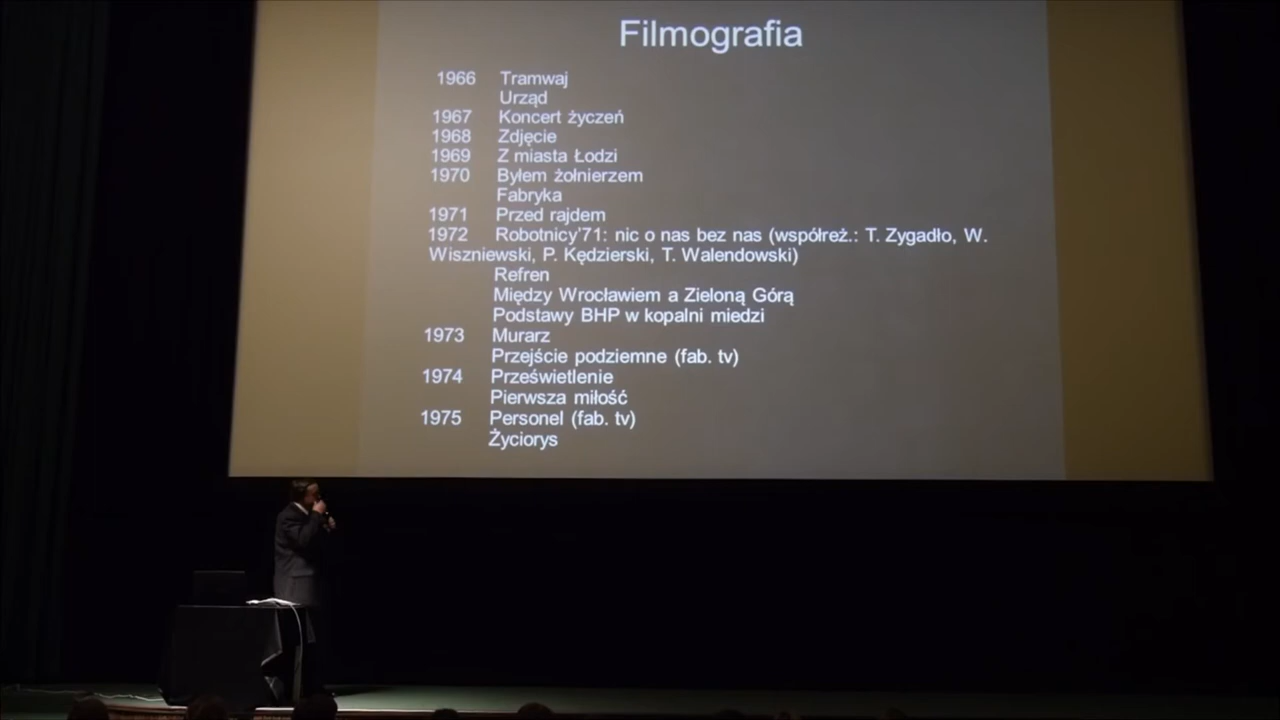 Filmografia
1966 Tramwaj
Urząd
1967 Koncert życzeń
1968 Zdjęcie
1969 Z miasta Łodzi
1970 Byłem żołnierzem
Fabryka
1971 Przed rajdem
1972 Robotnicy'71: nic o nas bez nas (współreż.: T. Zygadło, W.
Wiszniewski, P. Kędzierski, T. Walendowski)
Refren
Między Wrocławiem a Zieloną Górą
Podstawy BHP w kopalni miedzi
1973 Murarz
Przejście podziemne (fab. tv)
1974 Prześwietlenie
Pierwsza miłość
1975 Personel (fab. tv)
Życiorys